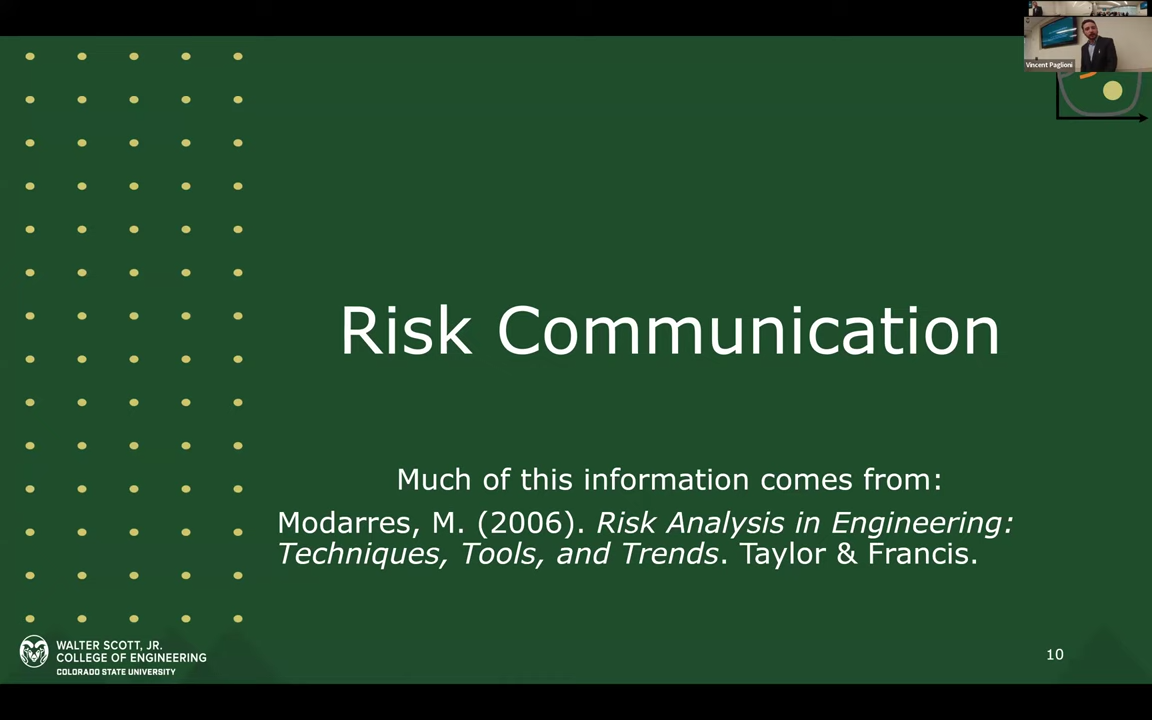 Vincent Paglioni
Risk Communication
Much of this information comes from:
Modarres, M. (2006). Risk Analysis in Engineering:
Techniques, Tools, and Trends. Taylor & Francis.
WALTER SCOTT, JR.
COLLEGE OF ENGINEERING
COLORADO STATE UNIVERSITY
10